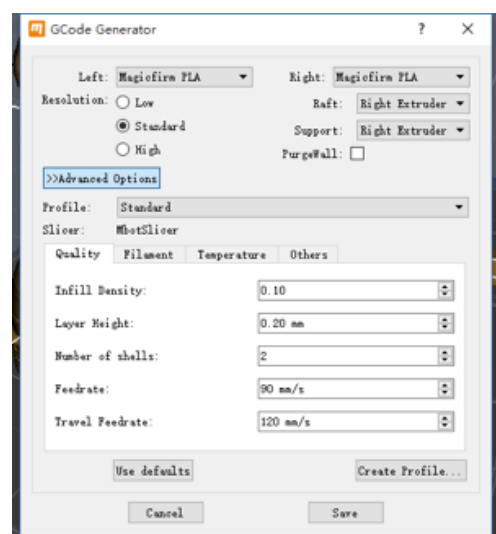 GCode Generator ? ×
Left: Magicfirm PLA Right: Magicfirm PLA
Resolution: Low Raft: Right Extruder
Standard Support: Right Extruder
High PurgeWall:
>>Advanced Options
Profile: Standard
Slicer: MbotSlicer
Quality Filament Temperature Others
Infill Density: 0.10
Layer Height: 0.20 mm
Number of shells: 2
Feedrate: 90 mm/s
Travel Feedrate: 120 mm/s
Use defaults Create Profile...
Cancel Save